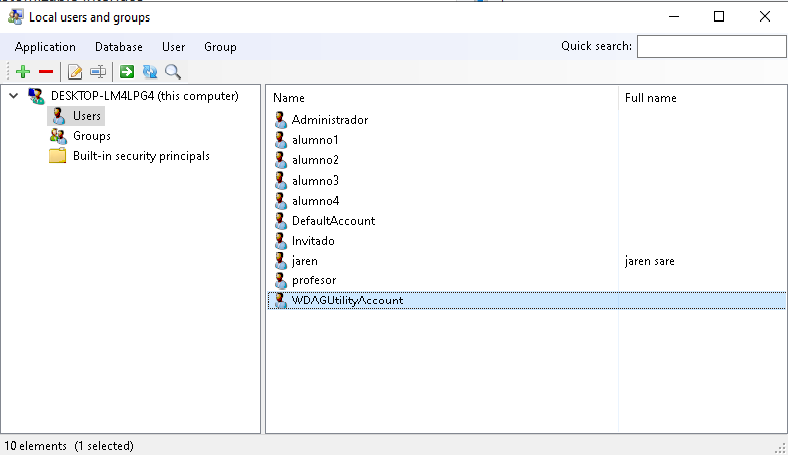 Local users and groups
Application Database User Group Quick search:
DESKTOP-LM4LPG4 (this computer)
Users
Groups
Built-in security principals
Name Full name
Administrador
alumno1
alumno2
alumno3
alumno4
DefaultAccount
Invitado
jaren jaren sare
profesor
WDAGUtilityAccount
10 elements (1 selected)